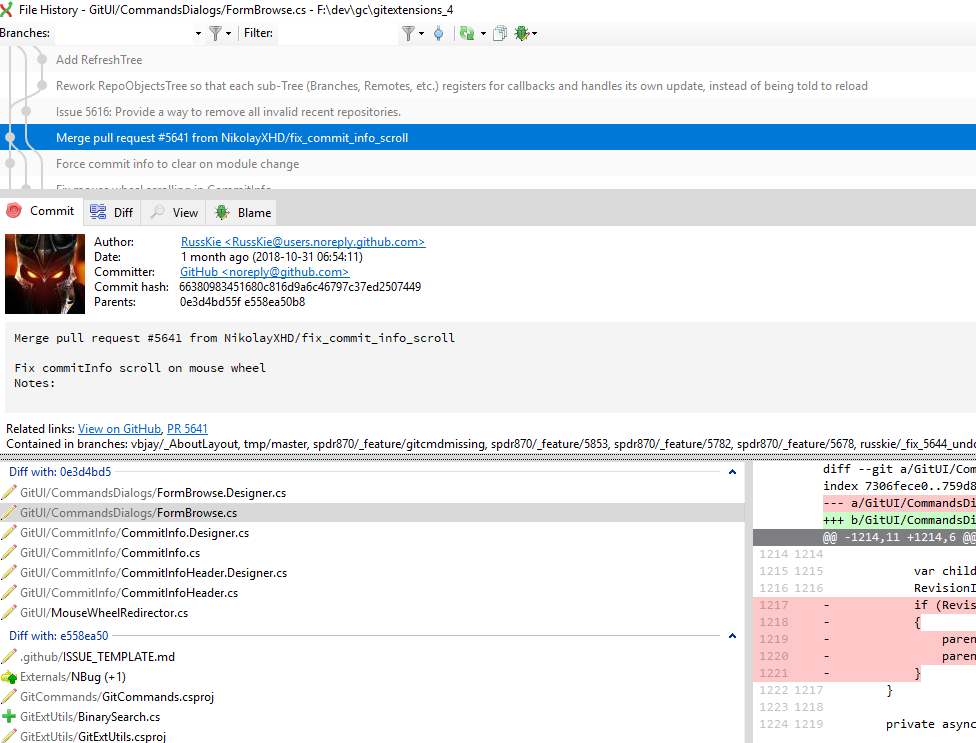 File History - GitUI/CommandsDialogs/FormBrowse.cs - F:\dev\gc\gitextensions_4
Branches: Filter:
Add RefreshTree
Rework RepoObjectsTree so that each sub-Tree (Branches, Remotes, etc.) registers for callbacks and handles its own update, instead of being told to reload
Issue 5616: Provide a way to remove all invalid recent repositories.
Merge pull request #5641 from NikolayXHD/fix_commit_info_scroll
Force commit info to clear on module change
Fix mouse wheel scrolling in CommitInfo
Commit Diff View Blame
Author: RussKie <RussKie@users.noreply.github.com>
Date: 1 month ago (2018-10-31 06:54:11)
Committer: GitHub <noreply@github.com>
Commit hash: 66380983451680c816d9a6c46797c37ed2507449
Parents: 0e3d4bd55f e558ea50b8
Merge pull request #5641 from NikolayXHD/fix_commit_info_scroll
Fix commitInfo scroll on mouse wheel
Notes:
Related links: View on GitHub, PR 5641
Contained in branches: vbjay/_AboutLayout, tmp/master, spdr870/_feature/gitcmdmissing, spdr870/_feature/5853, spdr870/_feature/5782, spdr870/_feature/5678, russkie/_fix_5644_undo
Diff with: 0e3d4bd5
GitUI/CommandsDialogs/FormBrowse.Designer.cs
GitUI/CommandsDialogs/FormBrowse.cs
GitUI/CommitInfo/CommitInfo.Designer.cs
GitUI/CommitInfo/CommitInfo.cs
GitUI/CommitInfo/CommitInfoHeader.Designer.cs
GitUI/CommitInfo/CommitInfoHeader.cs
GitUI/MouseWheelRedirector.cs
Diff with: e558ea50
.github/ISSUE_TEMPLATE.md
Externals/NBug (+1)
GitCommands/GitCommands.csproj
GitExtUtils/BinarySearch.cs
GitExtUtils/GitExtUtils.csproj
diff --git a/GitUI/Com
index 7306fece0..759d8
--- a/GitUI/CommandsDi
+++ b/GitUI/CommandsDi
@@ -1214,11 +1214,6 @@
1214 1214
1215 1215 var child
1216 1216 RevisionI
1217 - if (Revis
1218 - {
1219 - paren
1220 - paren
1221 - }
1222 1217 }
1223 1218
1224 1219 private async